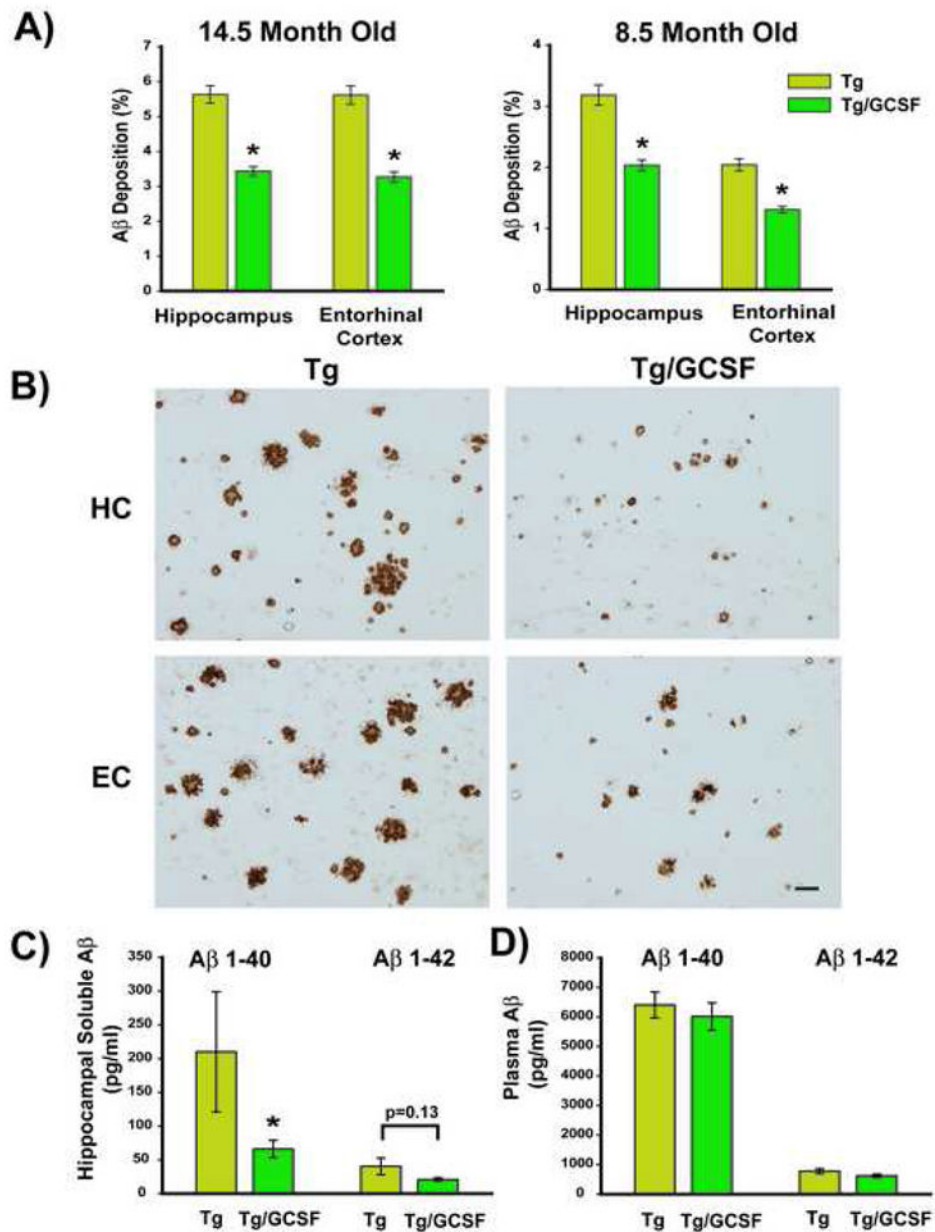 A)
14.5 Month Old
8.5 Month Old
Aβ Deposition (%)
7
6
5
4
3
2
1
0
*
*
Hippocampus
Entorhinal
Cortex
Aβ Deposition (%)
4
3
2
1
0
*
*
Hippocampus
Entorhinal
Cortex
Tg
Tg/GCSF
B)
Tg
Tg/GCSF
HC
EC
C)
Hippocampal Soluble Aβ
(pg/ml)
350
300
250
200
150
100
50
0
Aβ 1-40
Aβ 1-42
*
p=0.13
Tg
Tg/GCSF
Tg
Tg/GCSF
D)
Plasma Aβ
(pg/ml)
8000
7000
6000
5000
4000
3000
2000
1000
0
Aβ 1-40
Aβ 1-42
Tg
Tg/GCSF
Tg
Tg/GCSF